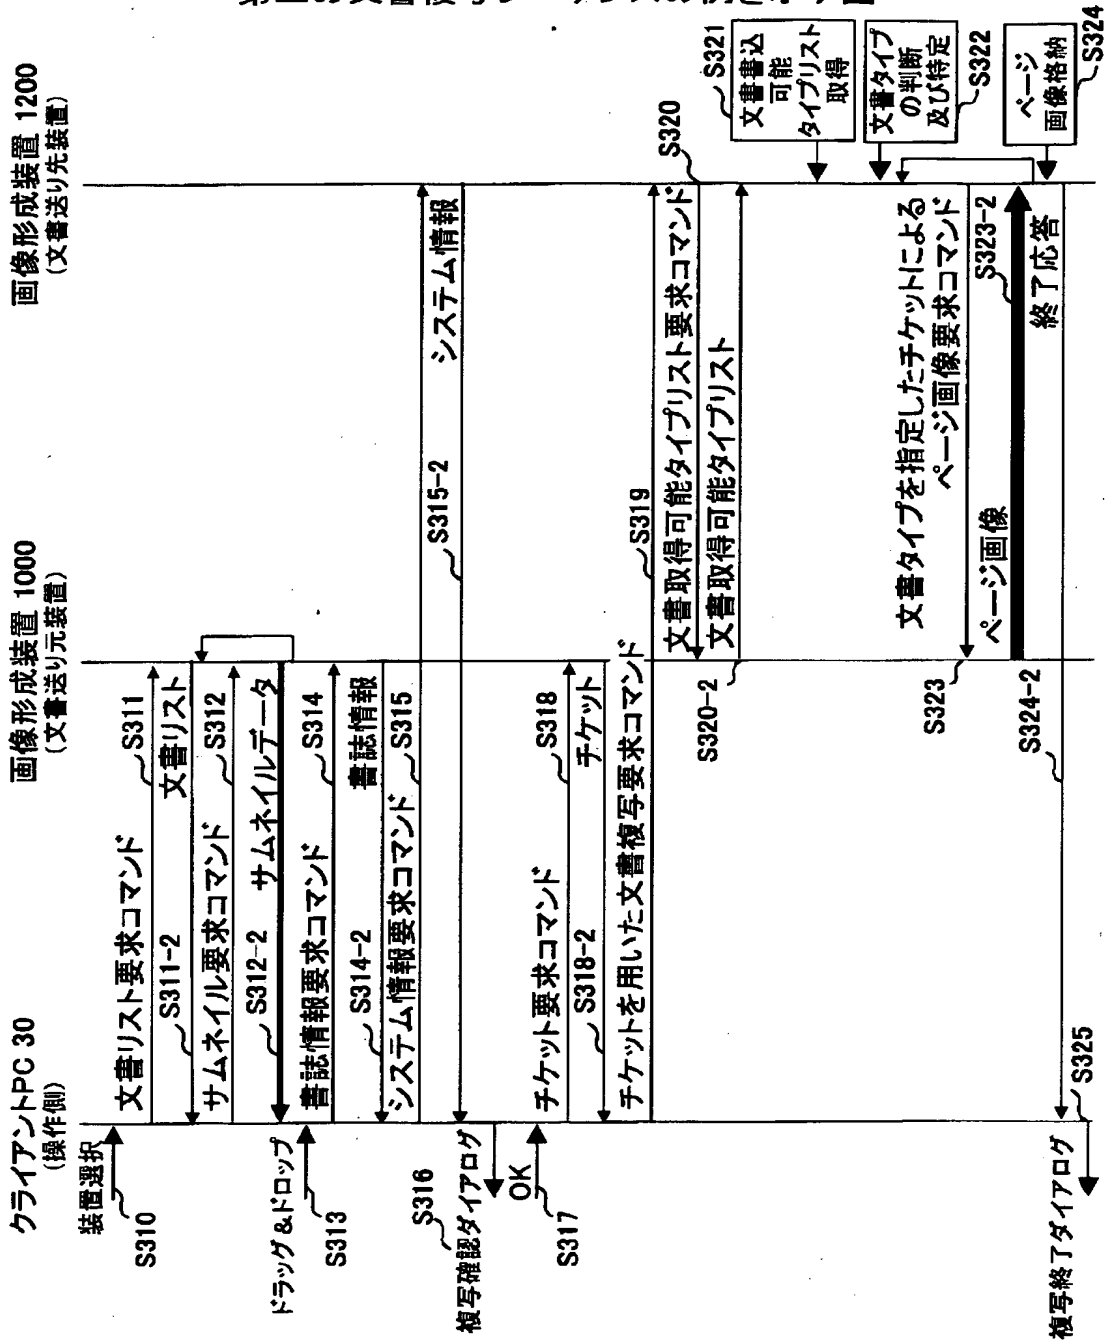 クライアントPC 30
(操作側)
画像形成装置 1000
(文書送り元装置)
画像形成装置 1200
(文書送り先装置)
装置選択
S310
文書リスト要求コマンド
S311
S311-2
文書リスト
サムネイル要求コマンド
S312
S312-2
サムネイルデータ
ドラッグ&ドロップ
S313
書誌情報要求コマンド
S314
S314-2
書誌情報
システム情報要求コマンド
S315
S315-2
システム情報
S316
複写確認ダイアログ
OK
S317
チケット要求コマンド
S318
S318-2
チケット
チケットを用いた文書複写要求コマンド
S319
文書取得可能タイプリスト要求コマンド
S320
文書取得可能タイプリスト
S320-2
S321
文書書込
可能
タイプリスト
取得
文書タイプ
の判断
及び特定
S322
文書タイプを指定したチケットによる
ページ画像要求コマンド
S323
ページ画像
S323-2
ページ
画像格納
S324
終了応答
S324-2
S325
複写終了ダイアログ